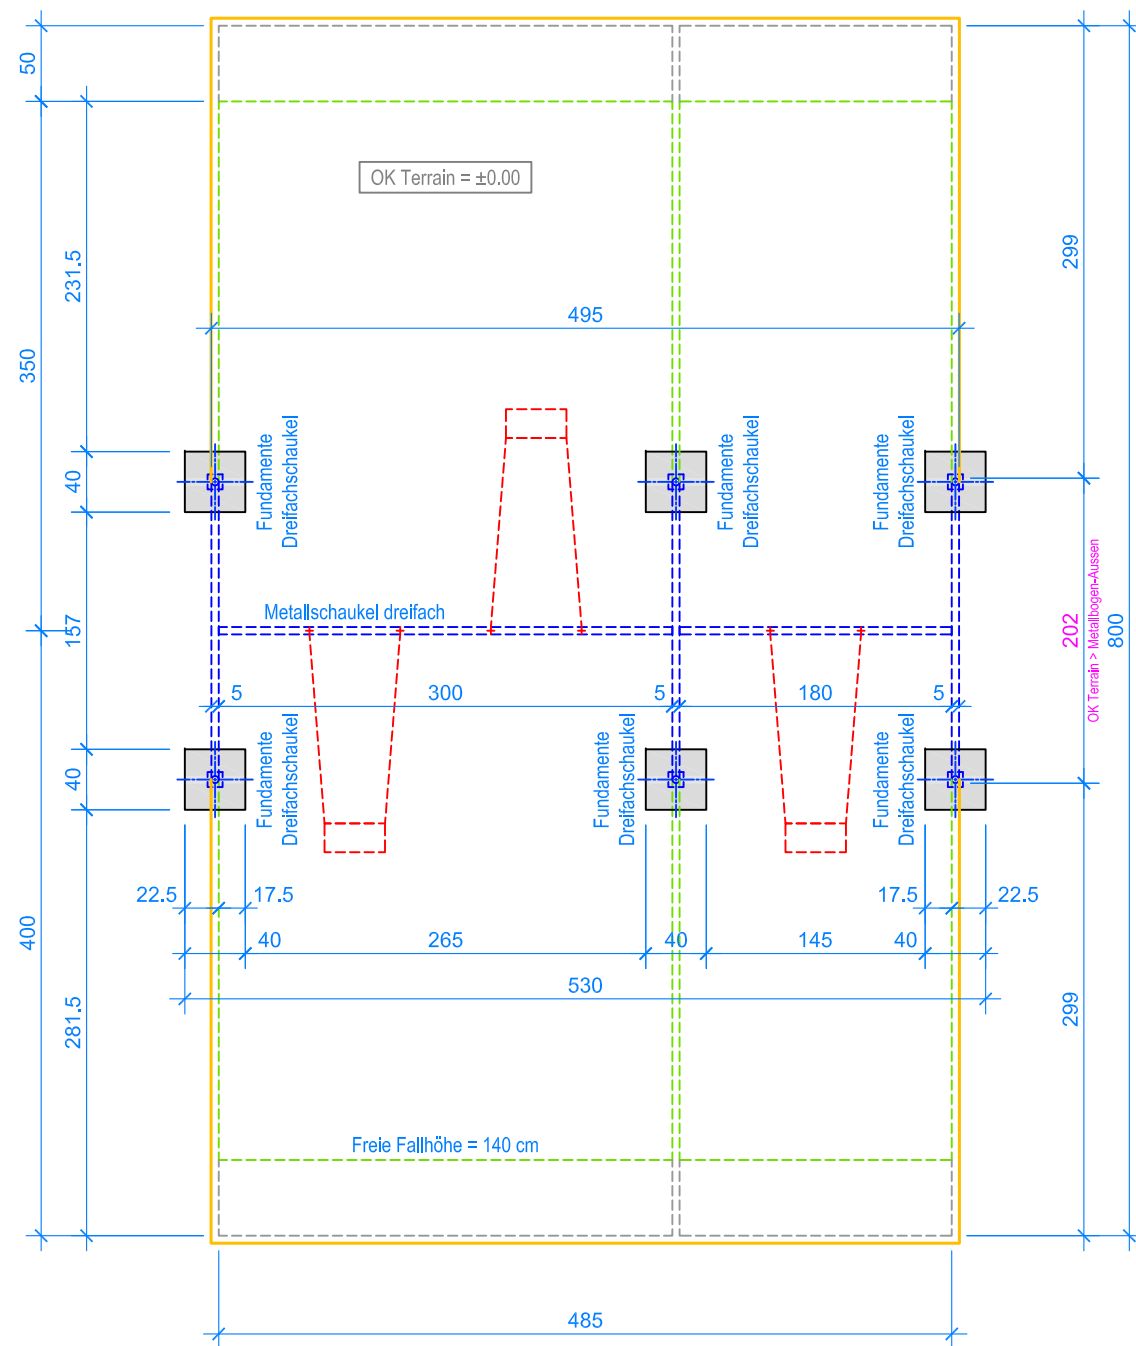 50
OK Terrain = ±0.00
231.5
299
495
350
40
Fundamente
Dreifachschaukel
Fundamente
Dreifachschaukel
Fundamente
Dreifachschaukel
157
Metallschaukel dreifach
202
OK Terrain > Metallbogen-Aussen
800
5
300
5
180
5
40
Fundamente
Dreifachschaukel
Fundamente
Dreifachschaukel
Fundamente
Dreifachschaukel
22.5
17.5
17.5
22.5
400
40
265
40
145
40
530
281.5
299
Freie Fallhöhe = 140 cm
485